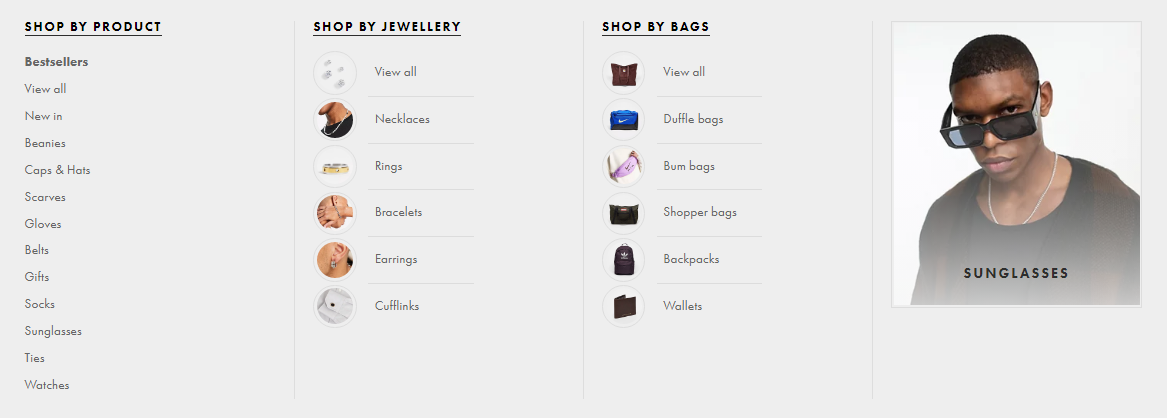 SHOP BY PRODUCT
Bestsellers
View all
New in
Beanies
Caps & Hats
Scarves
Gloves
Belts
Gifts
Socks
Sunglasses
Ties
Watches
SHOP BY JEWELLERY
View all
Necklaces
Rings
Bracelets
Earrings
Cufflinks
SHOP BY BAGS
View all
Duffle bags
Bum bags
Shopper bags
Backpacks
Wallets
SUNGLASSES